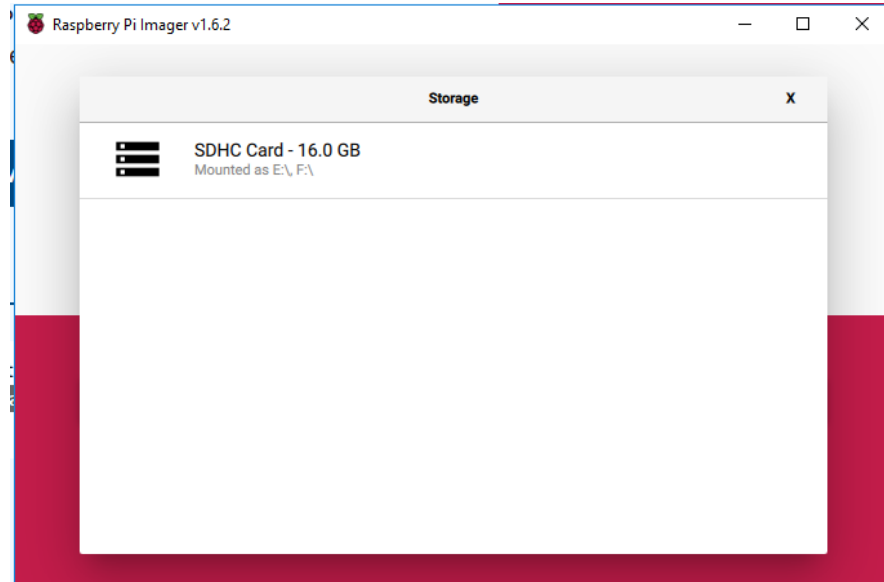 Raspberry Pi Imager v1.6.2
Storage
X
SDHC Card - 16.0 GB
Mounted as E:\, F:\